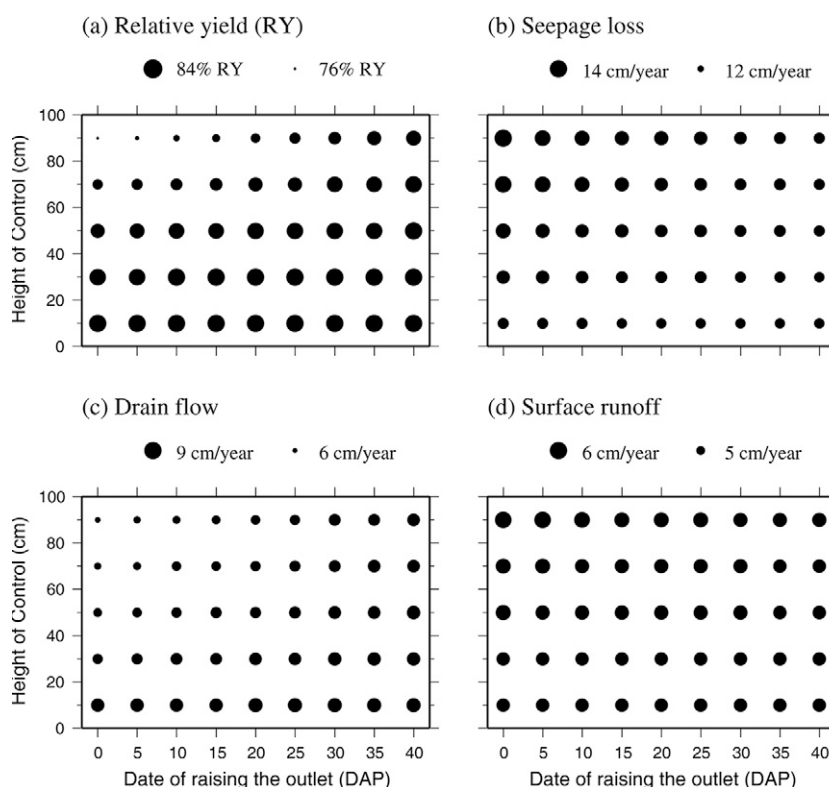 (a) Relative yield (RY)
84% RY 76% RY
100
80
60
40
20
0
Height of Control (cm)
(b) Seepage loss
14 cm/year 12 cm/year
(c) Drain flow
9 cm/year 6 cm/year
100
80
60
40
20
0
Height of Control (cm)
0 5 10 15 20 25 30 35 40
Date of raising the outlet (DAP)
(d) Surface runoff
6 cm/year 5 cm/year
0 5 10 15 20 25 30 35 40
Date of raising the outlet (DAP)